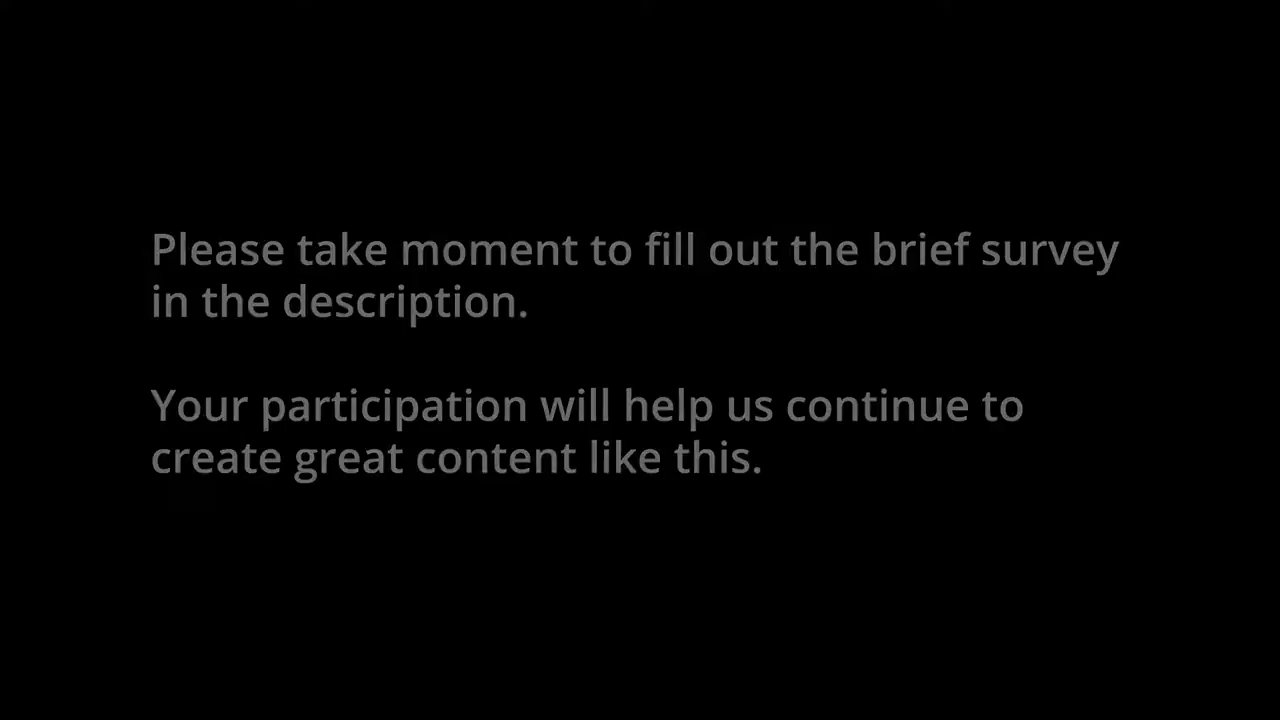 Please take moment to fill out the brief survey
in the description.
Your participation will help us continue to
create great content like this.